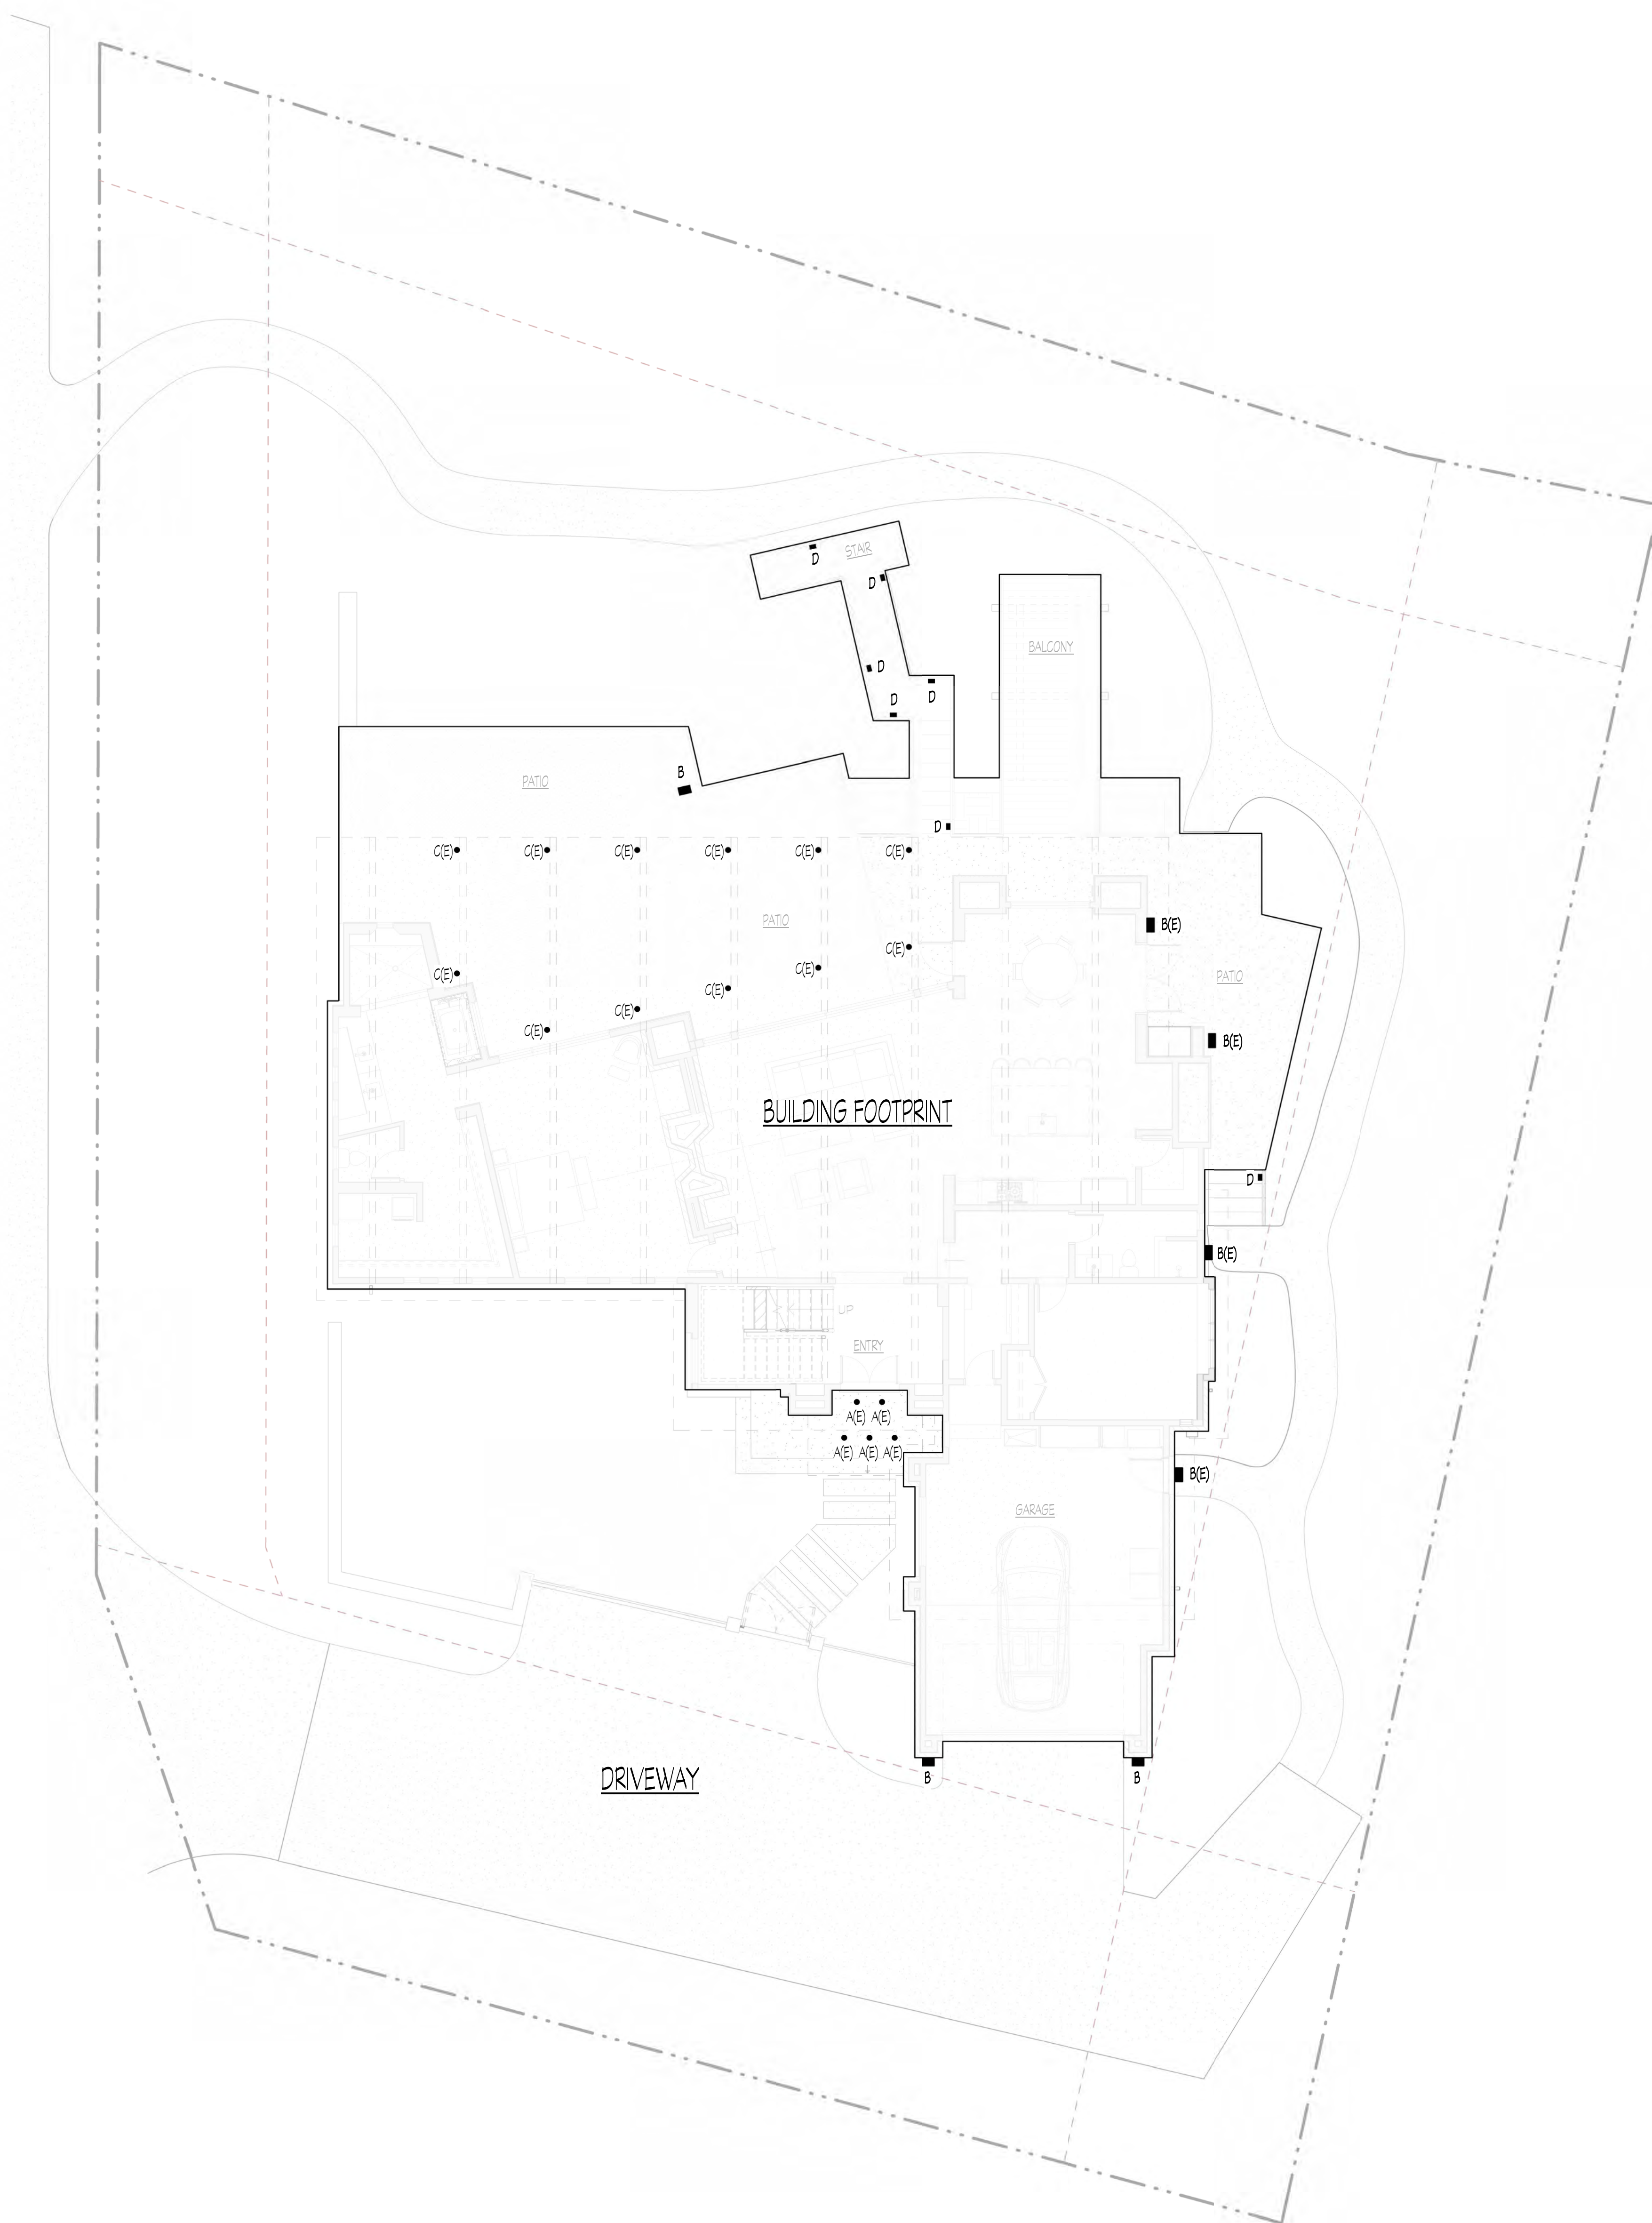 D
STAIR
D
BALCONY
D
D
D
B
PATIO
D
C(E)
C(E)
C(E)
C(E)
C(E)
C(E)
PATIO
B(E)
C(E)
C(E)
C(E)
PATIO
C(E)
C(E)
C(E)
B(E)
BUILDING FOOTPRINT
D
B(E)
UP
ENTRY
A(E)
A(E)
A(E)
A(E)
A(E)
B(E)
GARAGE
DRIVEWAY
B
B